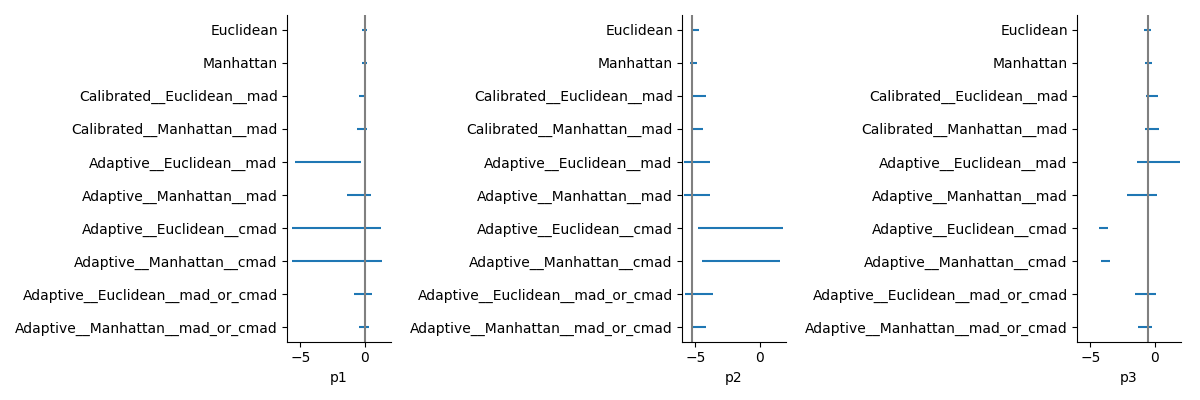 Euclidean
Manhattan
Calibrated__Euclidean__mad
Calibrated__Manhattan__mad
Adaptive__Euclidean__mad
Adaptive__Manhattan__mad
Adaptive__Euclidean__cmad
Adaptive__Manhattan__cmad
Adaptive__Euclidean__mad_or_cmad
Adaptive__Manhattan__mad_or_cmad
−5 0
p1
Euclidean
Manhattan
Calibrated__Euclidean__mad
Calibrated__Manhattan__mad
Adaptive__Euclidean__mad
Adaptive__Manhattan__mad
Adaptive__Euclidean__cmad
Adaptive__Manhattan__cmad
Adaptive__Euclidean__mad_or_cmad
Adaptive__Manhattan__mad_or_cmad
−5 0
p2
Euclidean
Manhattan
Calibrated__Euclidean__mad
Calibrated__Manhattan__mad
Adaptive__Euclidean__mad
Adaptive__Manhattan__mad
Adaptive__Euclidean__cmad
Adaptive__Manhattan__cmad
Adaptive__Euclidean__mad_or_cmad
Adaptive__Manhattan__mad_or_cmad
−5 0
p3